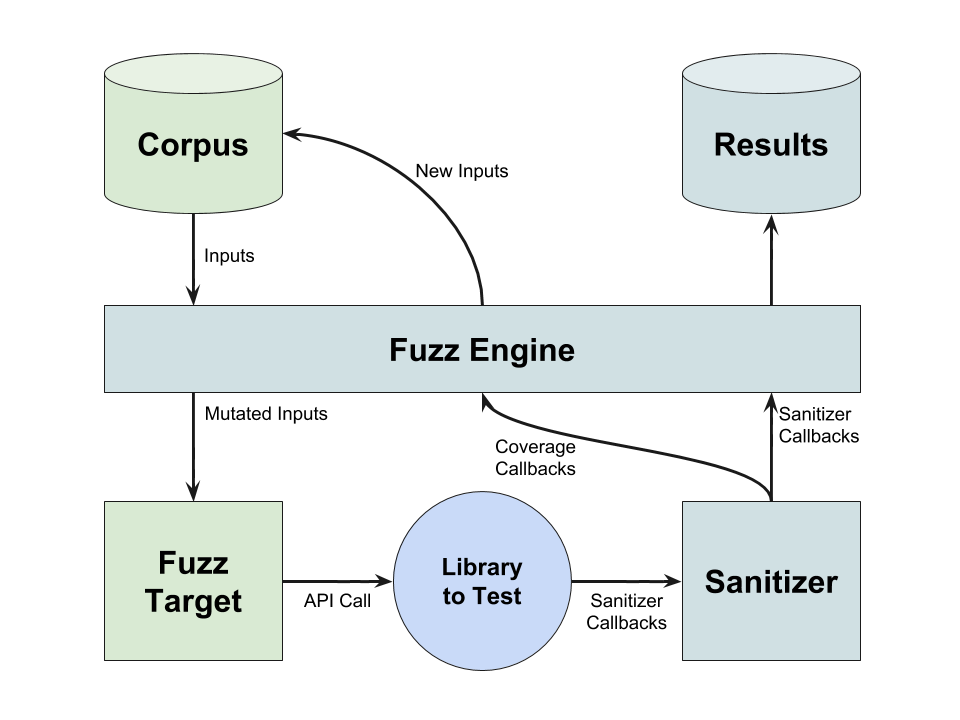 Corpus
Results
New Inputs
Inputs
Fuzz Engine
Mutated Inputs
Sanitizer
Callbacks
Coverage
Callbacks
Fuzz
Target
API Call
Library
to Test
Sanitizer
Callbacks
Sanitizer